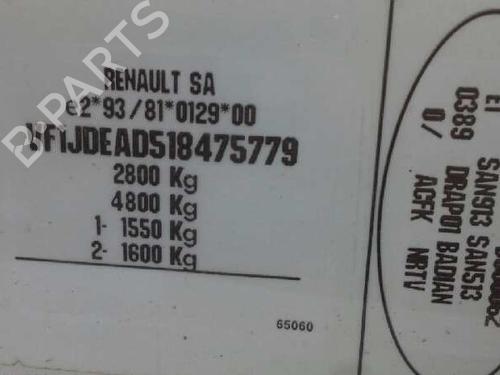 RENAULT SA
e2*93/81*0129*00
VF1JDEAD518475779
2800 Kg
4800 Kg
1- 1550 Kg
2- 1600 Kg
65060
B-PARTS
E1
0389
0/
SAN913 SAN513
DRAP01 BADIAN
ACFK NRTV